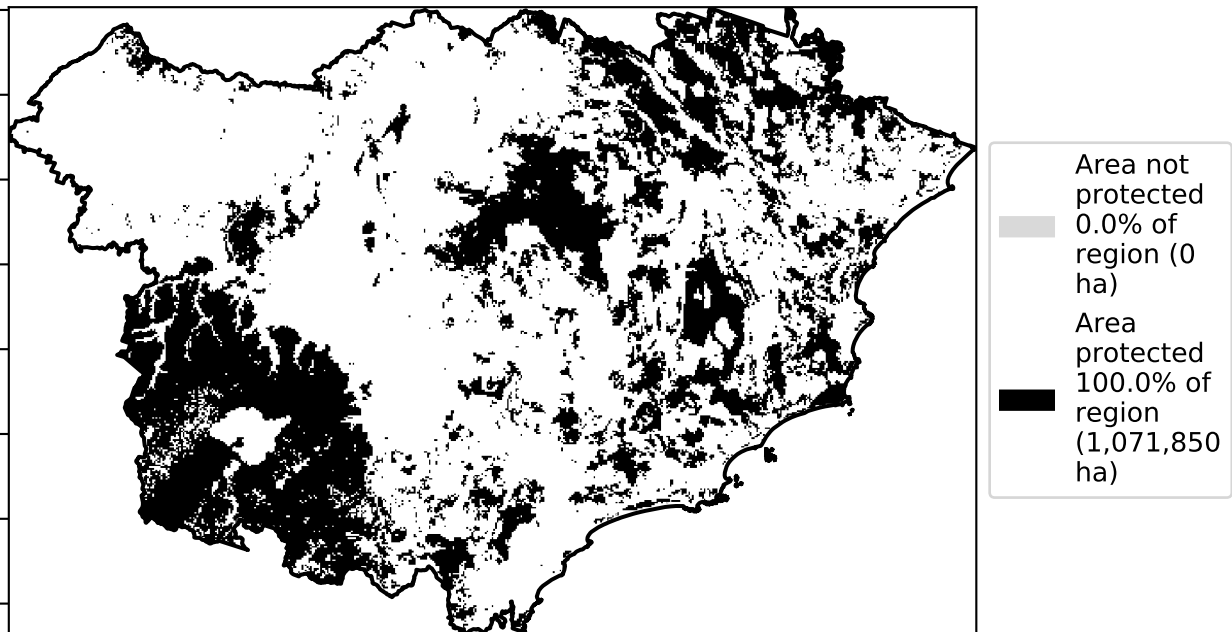 Area not
protected
0.0% of
region (0
ha)
Area
protected
100.0% of
region
(1,071,850
ha)